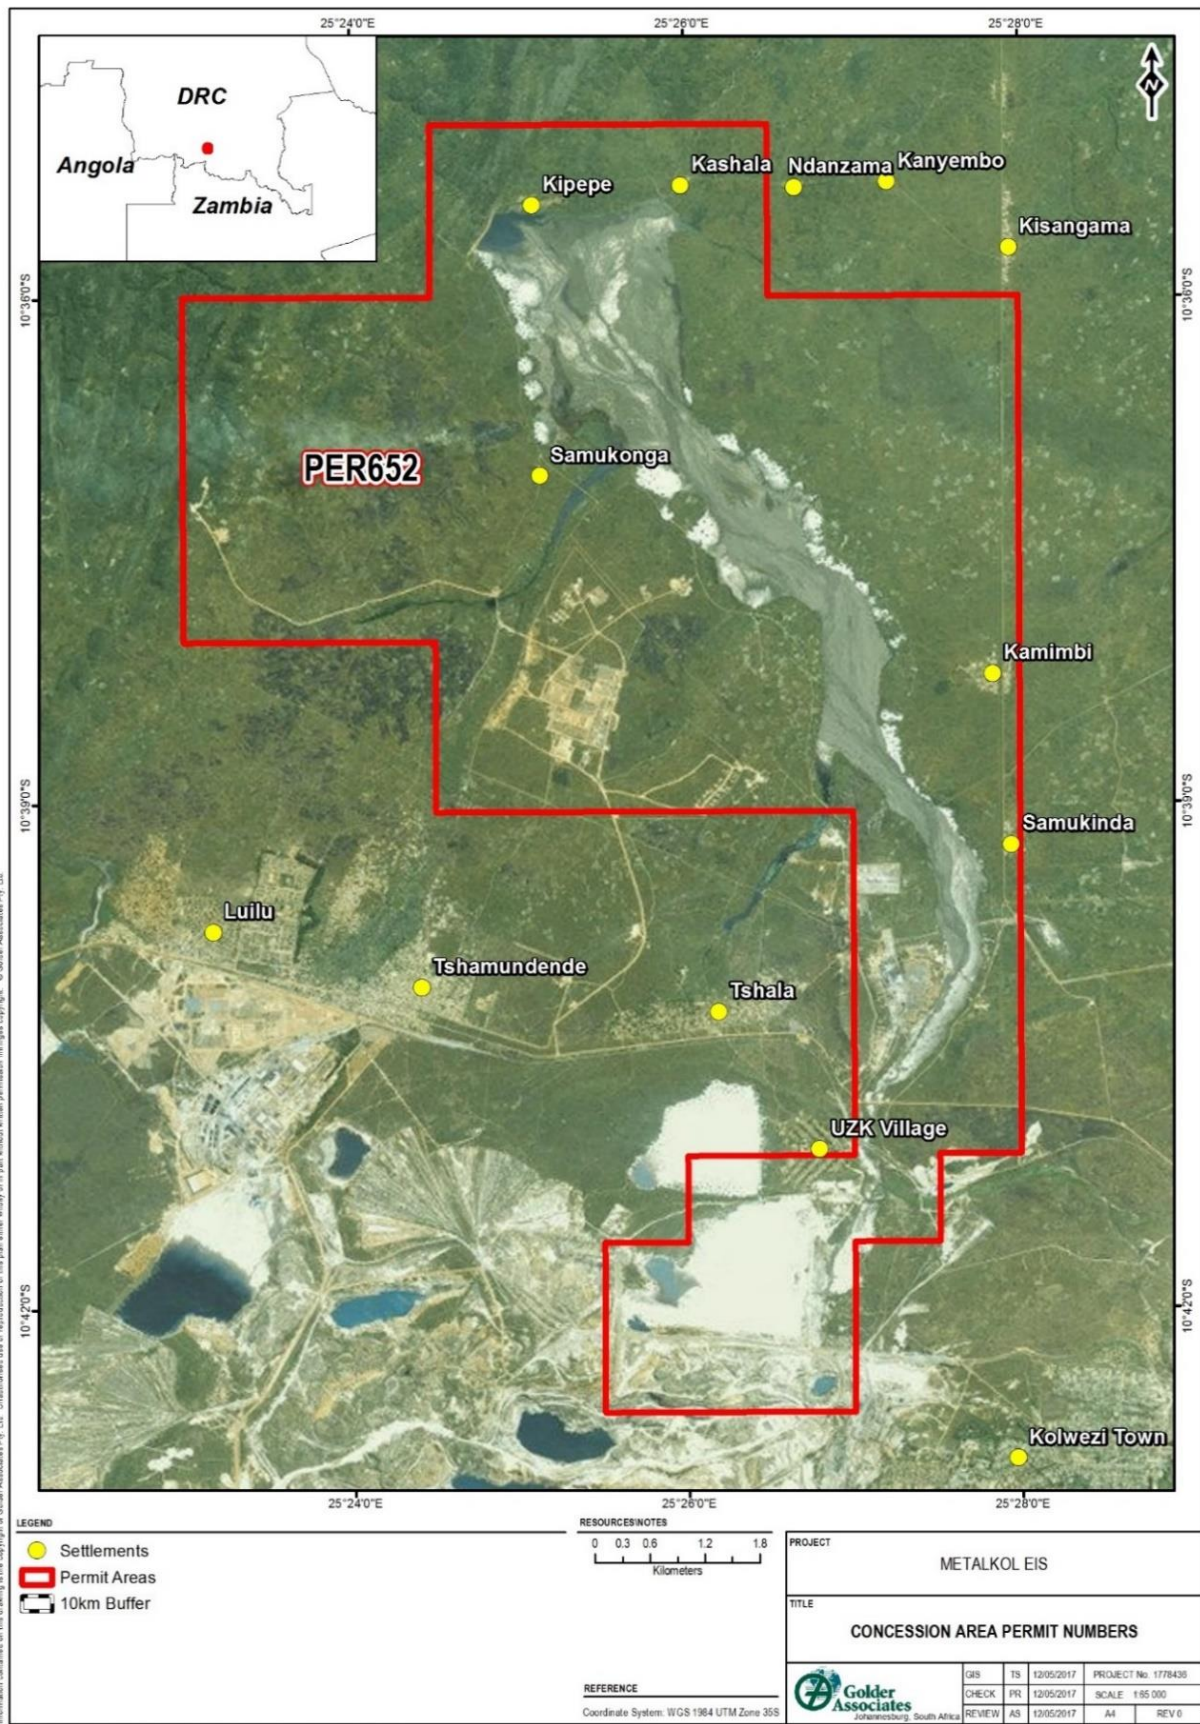 25°24'0"E
25°26'0"E
25°28'0"E
DRC
Angola
Zambia
N
Kipepe
Kashala
Ndanzama
Kanyembo
Kisangama
10°36'0"S
10°36'0"S
PER652
Samukonga
Kamimbi
10°39'0"S
10°39'0"S
Samukinda
Luilu
Tshamundende
Tshala
UZK Village
10°42'0"S
10°42'0"S
Kolwezi Town
25°24'0"E
25°26'0"E
25°28'0"E
LEGEND
Settlements
Permit Areas
10km Buffer
RESOURCES\NOTES
0 0.3 0.6 1.2 1.8
Kilometers
REFERENCE
Coordinate System: WGS 1984 UTM Zone 35S
PROJECT
METALKOL EIS
TITLE
CONCESSION AREA PERMIT NUMBERS
Golder
Associates
Johannesburg, South Africa
GIS TS 12/05/2017 PROJECT No. 1778436
CHECK PR 12/05/2017 SCALE 1:65 000
REVIEW AS 12/05/2017 A4 REV 0